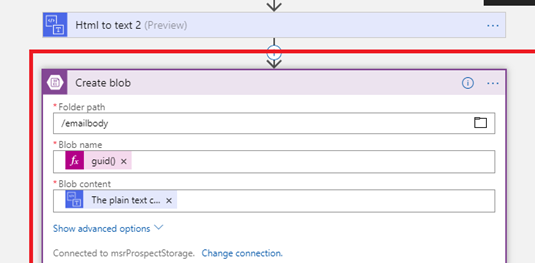 Html to text 2 (Preview)
Create blob
* Folder path
/emailbody
* Blob name
fx guid() ×
* Blob content
The plain text c... ×
Show advanced options
Connected to msrProspectStorage. Change connection.